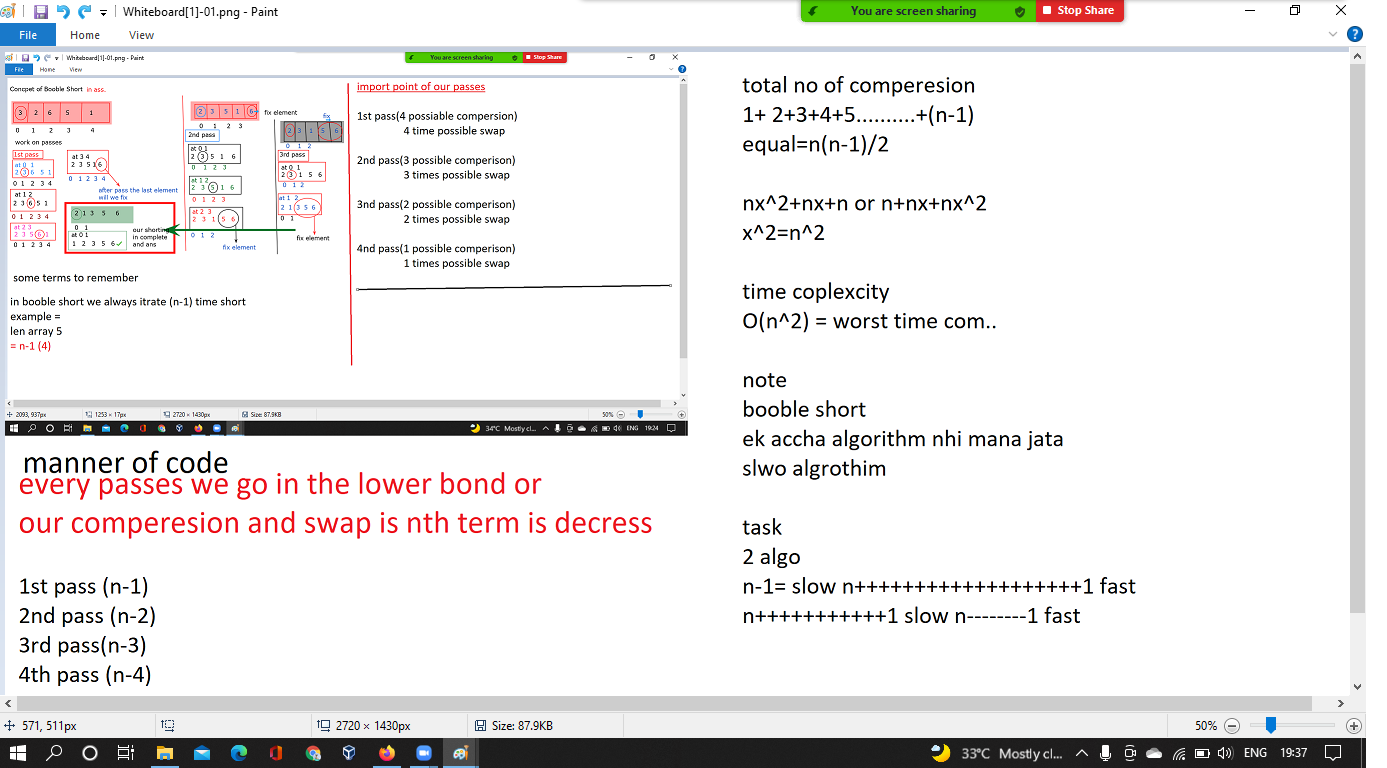 Whiteboard[1]-01.png - Paint
You are screen sharing
Stop Share
File Home View
Whiteboard[1]-01.png - Paint
You are screen sharing
Stop Share
File Home View
Concpet of Booble Short in ass.
3 2 6 5 1
0 1 2 3 4
work on passes
1st pass
at 0 1
2 3 6 5 1
0 1 2 3 4
at 1 2
2 3 6 5 1
0 1 2 3 4
at 2 3
2 3 5 6 1
0 1 2 3 4
at 3 4
2 3 5 1 6
0 1 2 3 4
after pass the last element
will we fix
2 1 3 5 6
0 1
at 0 1
1 2 3 5 6
our shorting
in complete
and ans
2 3 5 1 6
0 1 2 3
fix element
2nd pass
at 0 1
2 3 5 1 6
0 1 2 3
at 1 2
2 3 5 1 6
0 1 2 3
at 2 3
2 3 1 5 6
0 1 2
fix element
fix
2 3 1 5 6
0 1 2
3rd pass
at 0 1
2 3 1 5 6
0 1 2
at 1 2
2 1 3 5 6
0 1
fix element
some terms to remember
in booble short we always itrate (n-1) time short
example =
len array 5
= n-1 (4)
import point of our passes
1st pass(4 possiable compersion)
4 time possible swap
2nd pass(3 possible comperison)
3 times possible swap
3nd pass(2 possible comperison)
2 times possible swap
4nd pass(1 possible comperison)
1 times possible swap
2093, 937px 1253 × 17px 2720 × 1430px Size: 87.9KB 50%
34°C Mostly cl... ENG 19:24
manner of code
every passes we go in the lower bond or
our comperesion and swap is nth term is decress
1st pass (n-1)
2nd pass (n-2)
3rd pass(n-3)
4th pass (n-4)
total no of comperesion
1+ 2+3+4+5..........+(n-1)
equal=n(n-1)/2
nx^2+nx+n or n+nx+nx^2
x^2=n^2
time coplexcity
O(n^2) = worst time com..
note
booble short
ek accha algorithm nhi mana jata
slwo algrothim
task
2 algo
n-1= slow n+++++++++++++++++++1 fast
n+++++++++++1 slow n--------1 fast
571, 511px 2720 × 1430px Size: 87.9KB 50%
33°C Mostly cl... ENG 19:37